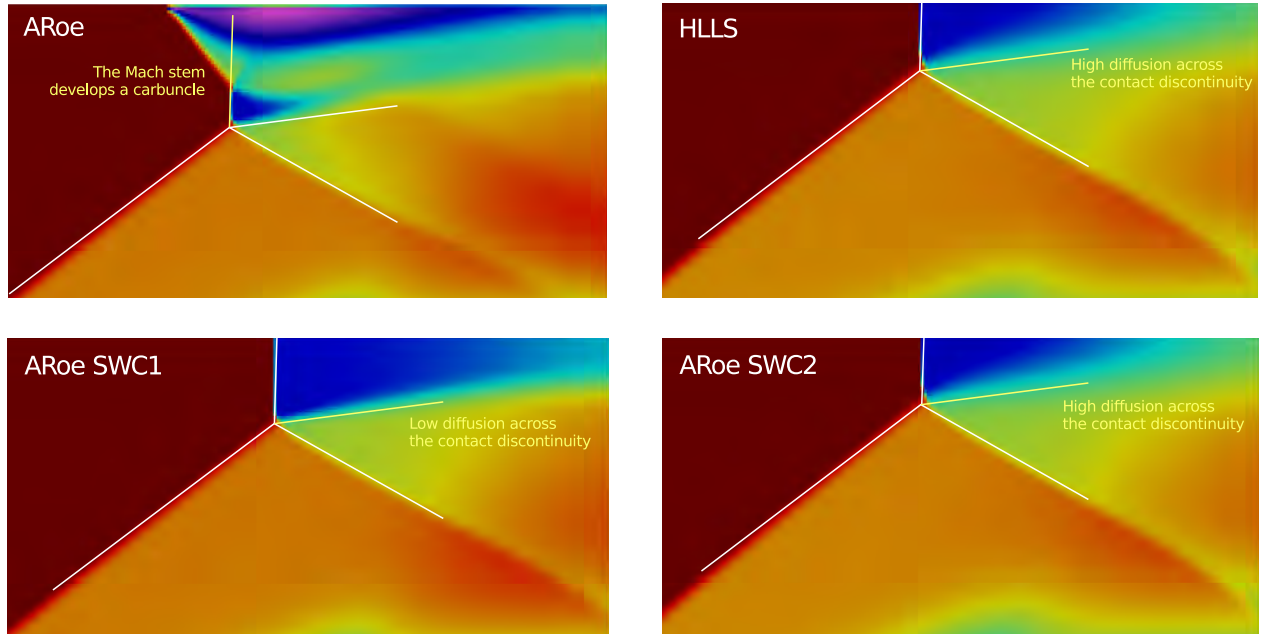 ARoe
The Mach stem
develops a carbuncle
HLLS
High diffusion across
the contact discontinuity
ARoe SWC1
Low diffusion across
the contact discontinuity
ARoe SWC2
High diffusion across
the contact discontinuity